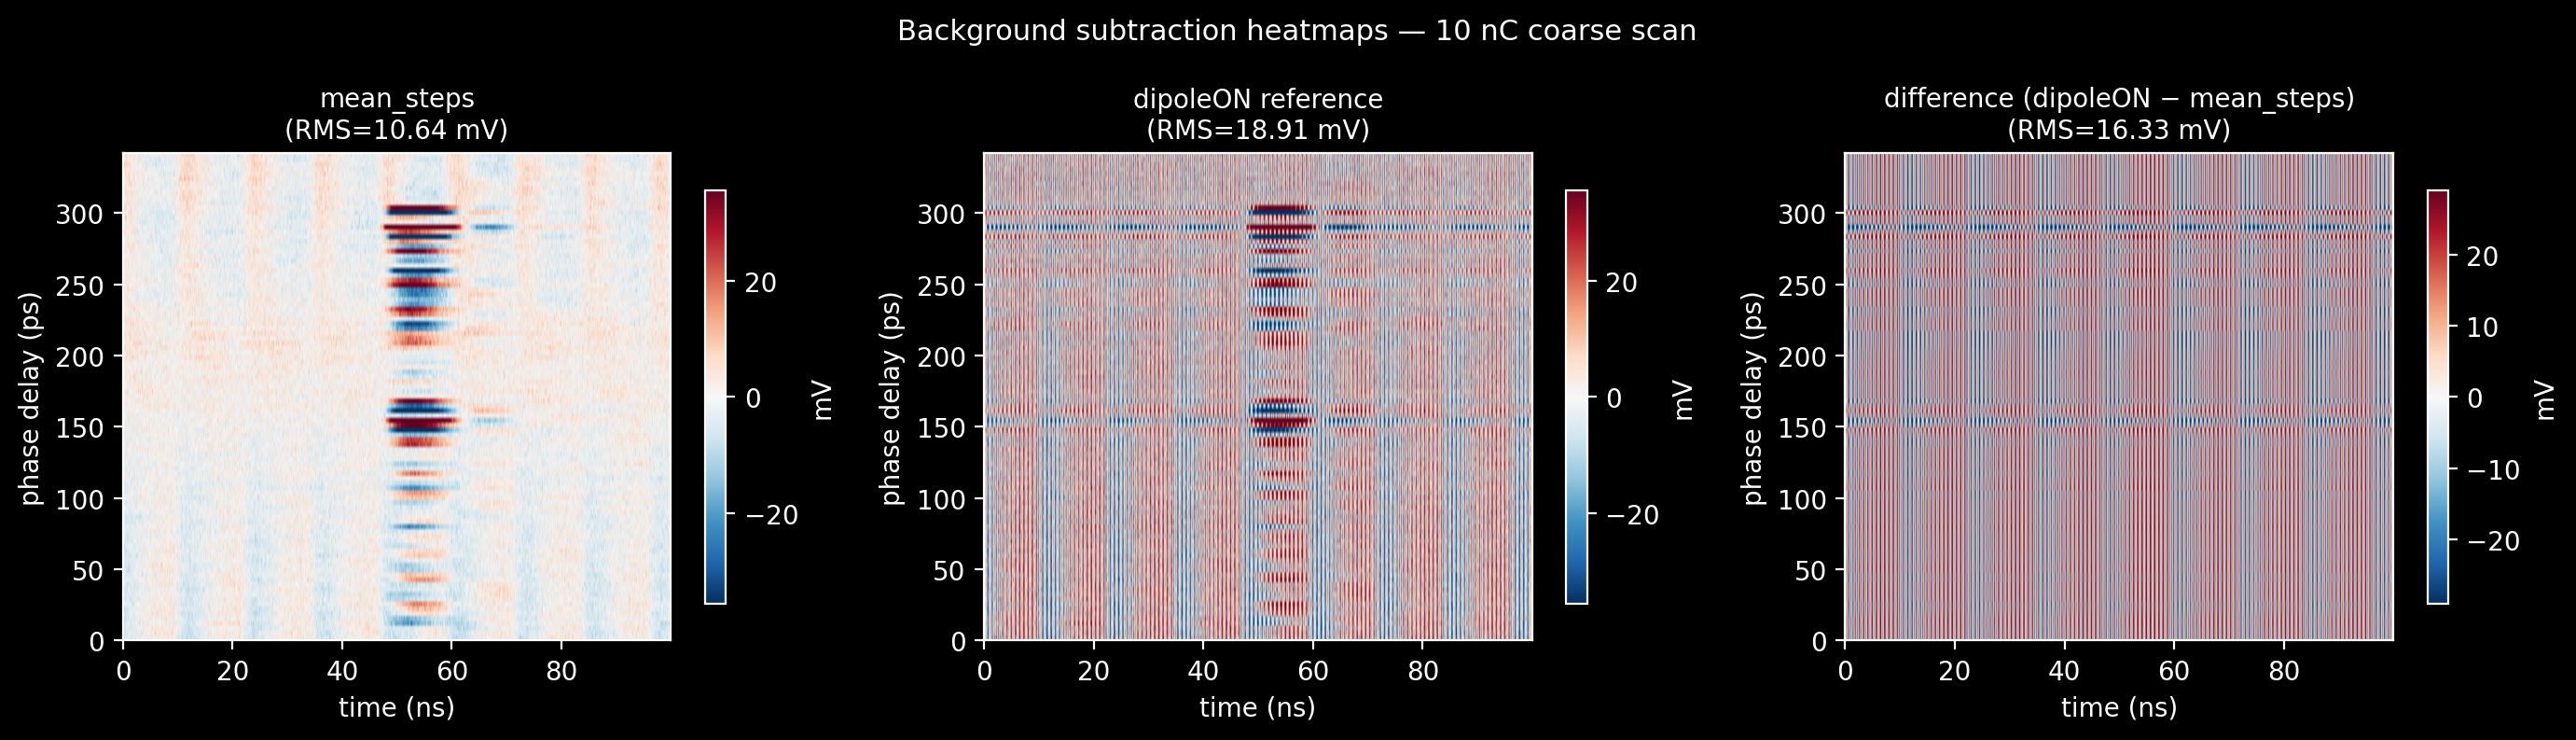 Background subtraction heatmaps — 10 nC coarse scan
mean_steps
(RMS=10.64 mV)
phase delay (ps)
300
250
200
150
100
50
0
0 20 40 60 80
time (ns)
20
0
−20
mV
dipoleON reference
(RMS=18.91 mV)
phase delay (ps)
300
250
200
150
100
50
0
0 20 40 60 80
time (ns)
20
0
−20
mV
difference (dipoleON − mean_steps)
(RMS=16.33 mV)
phase delay (ps)
300
250
200
150
100
50
0
0 20 40 60 80
time (ns)
20
10
0
−10
−20
mV